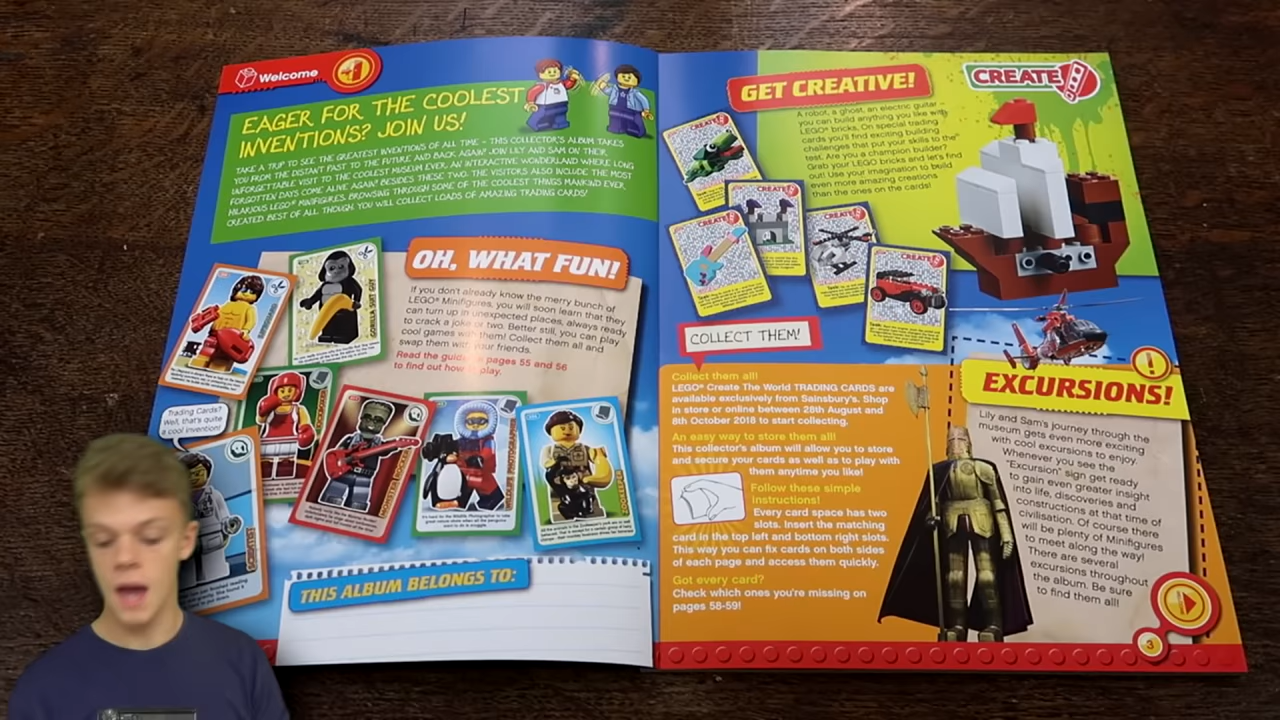 Welcome
EAGER FOR THE COOLEST
INVENTIONS? JOIN US!
TAKE A TRIP TO SEE THE GREATEST INVENTIONS OF ALL TIME – THIS COLLECTOR'S ALBUM TAKES
YOU FROM THE DISTANT PAST TO THE FUTURE AND BACK AGAIN! JOIN LILY AND SAM ON THEIR
UNFORGETTABLE VISIT TO THE COOLEST MUSEUM EVER, AN INTERACTIVE WONDERLAND WHERE LONG
FORGOTTEN DAYS COME ALIVE AGAIN! BESIDES THESE TWO, THE VISITORS ALSO INCLUDE THE MOST
HILARIOUS LEGO® MINIFIGURES, BROWSING THROUGH SOME OF THE COOLEST THINGS MANKIND EVER
CREATED. BEST OF ALL THOUGH, YOU WILL COLLECT LOADS OF AMAZING TRADING CARDS!
OH, WHAT FUN!
If you don't already know the merry bunch of
LEGO® Minifigures, you will soon learn that they
can turn up in unexpected places, always ready
to crack a joke or two. Better still, you can play
cool games with them! Collect them all and
swap them with your friends.
Read the guide pages 55 and 56
to find out how to play.
GORILLA SUIT GUY
Trading Cards?
Well, that's quite
a cool invention!
MONSTER ROCKER
WILDLIFE PHOTOGRAPHER
ZOOKEEPER
SCIENTIST
THIS ALBUM BELONGS TO:
GET CREATIVE!
CREATE
A robot, a ghost, an electric guitar –
you can build anything you like with
LEGO® bricks. On special trading
cards you'll find exciting building
challenges that put your skills to the
test. Are you a champion builder?
Grab your LEGO bricks and let's find
out! Use your imagination to build
even more amazing creations
than the ones on the cards!
CREATE
CREATE
CREATE
CREATE
CREATE
COLLECT THEM!
Collect them all!
LEGO® Create The World TRADING CARDS are
available exclusively from Sainsbury's. Shop
in store or online between 28th August and
8th October 2018 to start collecting.
An easy way to store them all!
This collector's album will allow you to store
and secure your cards as well as to play with
them anytime you like!
Follow these simple
instructions!
Every card space has two
slots. Insert the matching
card in the top left and bottom right slots.
This way you can fix cards on both sides
of each page and access them quickly.
Got every card?
Check which ones you're missing on
pages 58-59!
!
EXCURSIONS!
Lily and Sam's journey through the
museum gets even more exciting
with cool excursions to enjoy.
Whenever you see the
"Excursion" sign get ready
to gain even greater insight
into life, discoveries and
constructions at that time of
civilisation. Of course there
will be plenty of Minifigures
to meet along the way!
There are several
excursions throughout
the album. Be sure
to find them all!
3